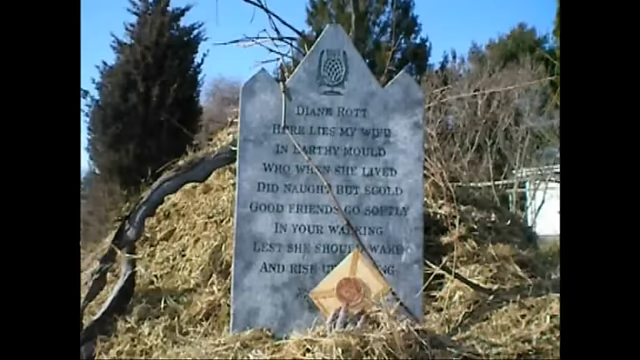 DIANE ROTT
HERE LIES MY WIFE
IN EARTHY MOULD
WHO WHEN SHE LIVED
DID NAUGHT BUT SCOLD
GOOD FRIENDS GO SOFTLY
IN YOUR WALKING
LEST SHE SHOULD WAKE
AND RISE